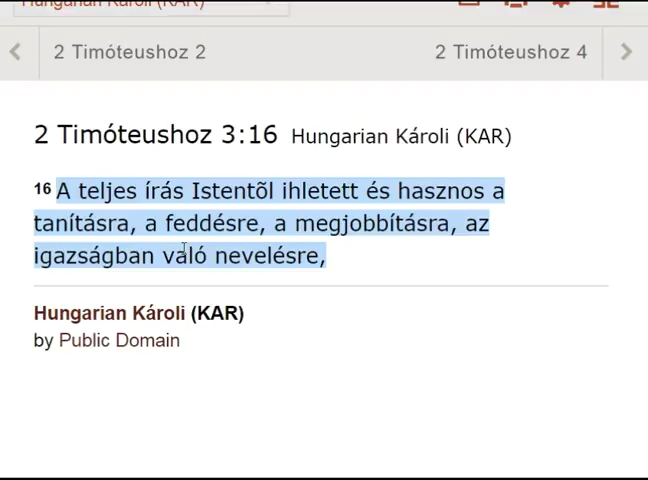 Hungarian Károli (KAR)
2 Timóteushoz 2
2 Timóteushoz 4
2 Timóteushoz 3:16 Hungarian Károli (KAR)
16 A teljes írás Istentõl ihletett és hasznos a
tanításra, a feddésre, a megjobbításra, az
igazságban való nevelésre,
Hungarian Károli (KAR)
by Public Domain